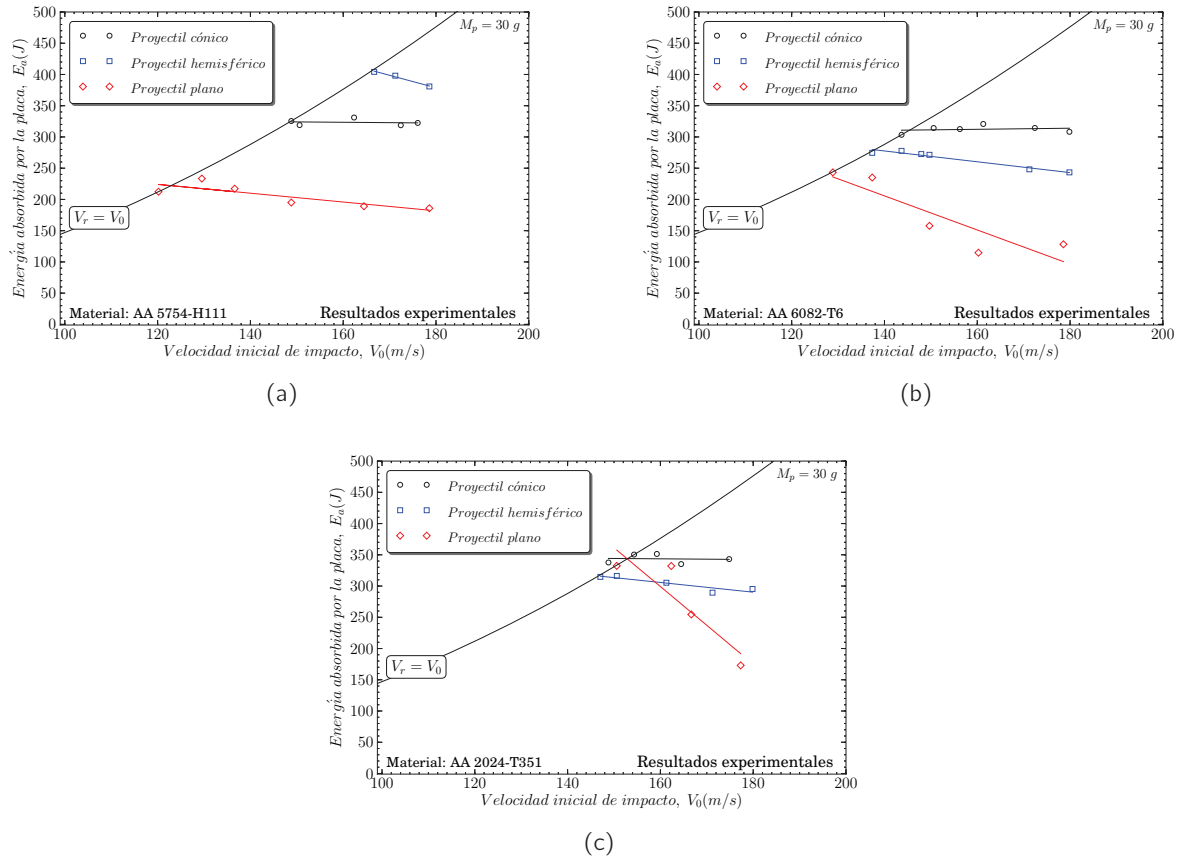 500
450
400
350
300
250
200
150
100
50
0
Energía absorbida por la placa, E_a(J)
Proyectil cónico
Proyectil hemisférico
Proyectil plano
M_p = 30 g
V_r = V_0
Material: AA 5754-H111
Resultados experimentales
100 120 140 160 180 200
Velocidad inicial de impacto, V_0(m/s)
(a)
500
450
400
350
300
250
200
150
100
50
0
Energía absorbida por la placa, E_a(J)
Proyectil cónico
Proyectil hemisférico
Proyectil plano
M_p = 30 g
V_r = V_0
Material: AA 6082-T6
Resultados experimentales
100 120 140 160 180 200
Velocidad inicial de impacto, V_0(m/s)
(b)
500
450
400
350
300
250
200
150
100
50
0
Energía absorbida por la placa, E_a(J)
Proyectil cónico
Proyectil hemisférico
Proyectil plano
M_p = 30 g
V_r = V_0
Material: AA 2024-T351
Resultados experimentales
100 120 140 160 180 200
Velocidad inicial de impacto, V_0(m/s)
(c)